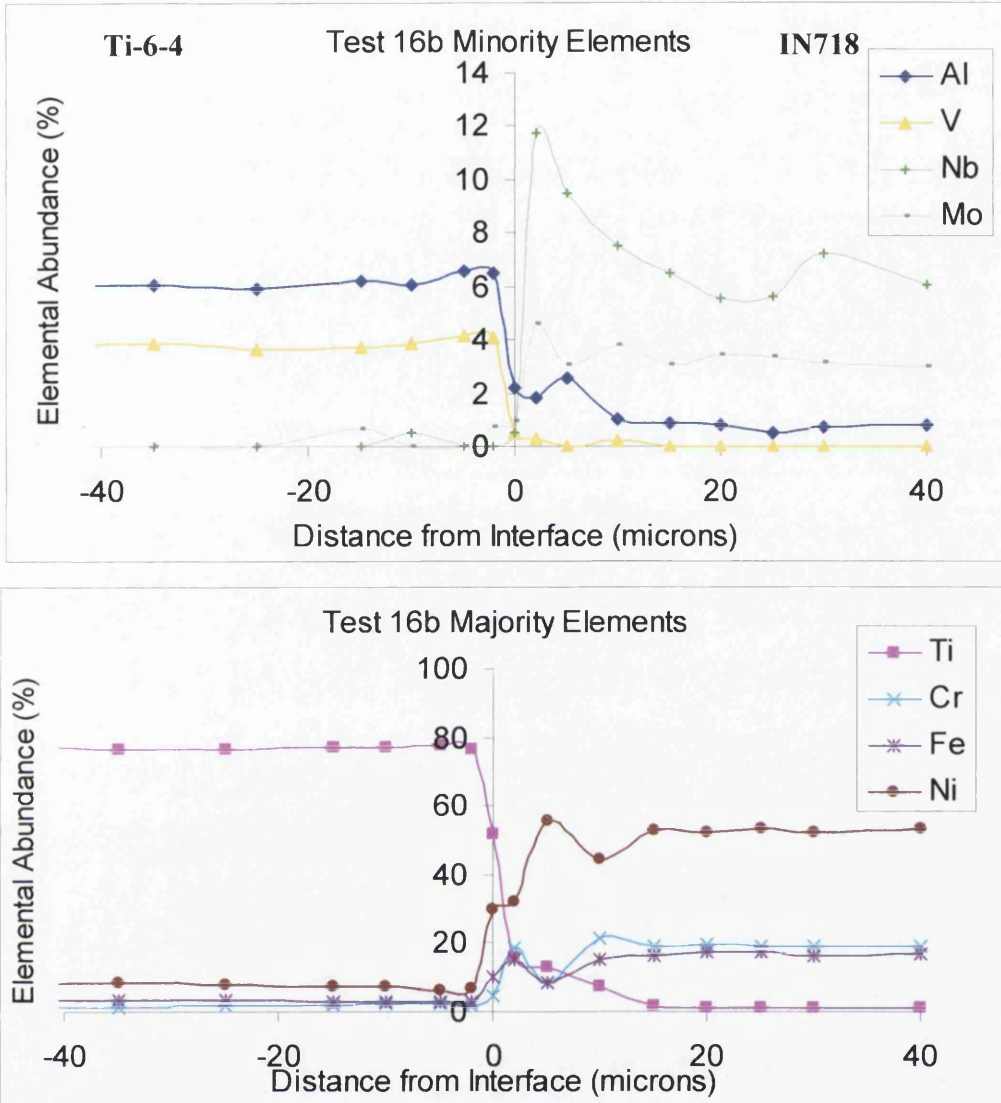 Ti-6-4
Test 16b Minority Elements
IN718
14
12
10
8
6
4
2
0
Elemental Abundance (%)
Al
V
Nb
Mo
-40
-20
0
20
40
Distance from Interface (microns)
Test 16b Majority Elements
100
80
60
40
20
0
Elemental Abundance (%)
Ti
Cr
Fe
Ni
-40
-20
0
20
40
Distance from Interface (microns)